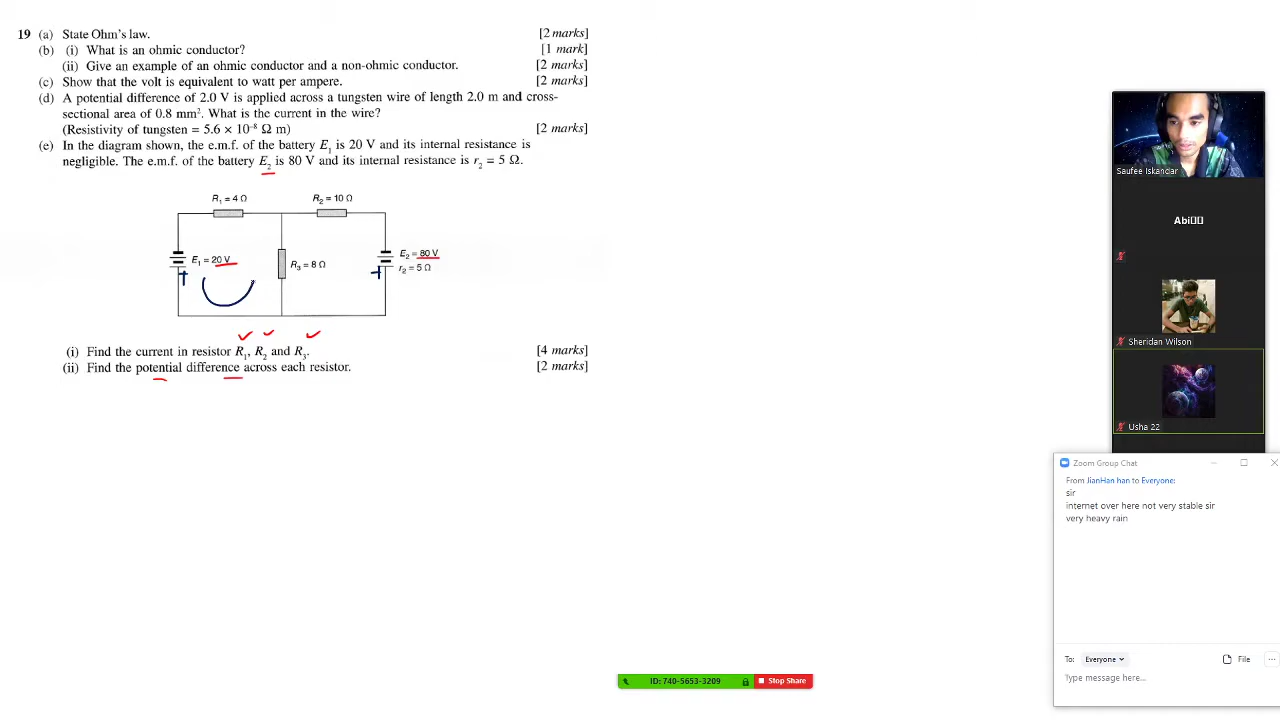 19 (a) State Ohm's law. [2 marks]
(b) (i) What is an ohmic conductor? [1 mark]
(ii) Give an example of an ohmic conductor and a non-ohmic conductor. [2 marks]
(c) Show that the volt is equivalent to watt per ampere. [2 marks]
(d) A potential difference of 2.0 V is applied across a tungsten wire of length 2.0 m and cross-
sectional area of 0.8 mm². What is the current in the wire?
(Resistivity of tungsten = 5.6 × 10⁻⁸ Ω m) [2 marks]
(e) In the diagram shown, the e.m.f. of the battery E₁ is 20 V and its internal resistance is
negligible. The e.m.f. of the battery E₂ is 80 V and its internal resistance is r₂ = 5 Ω.
R₁ = 4 Ω R₂ = 10 Ω
E₁ = 20 V
R₃ = 8 Ω
E₂ = 80 V
r₂ = 5 Ω
+ +
(i) Find the current in resistor R₁, R₂ and R₃. [4 marks]
(ii) Find the potential difference across each resistor. [2 marks]
Saufee Iskandar
Abi
Sheridan Wilson
Usha 22
Zoom Group Chat
From JianHan han to Everyone:
sir
internet over here not very stable sir
very heavy rain
To: Everyone File ...
Type message here...
ID: 740-5653-3209 Stop Share